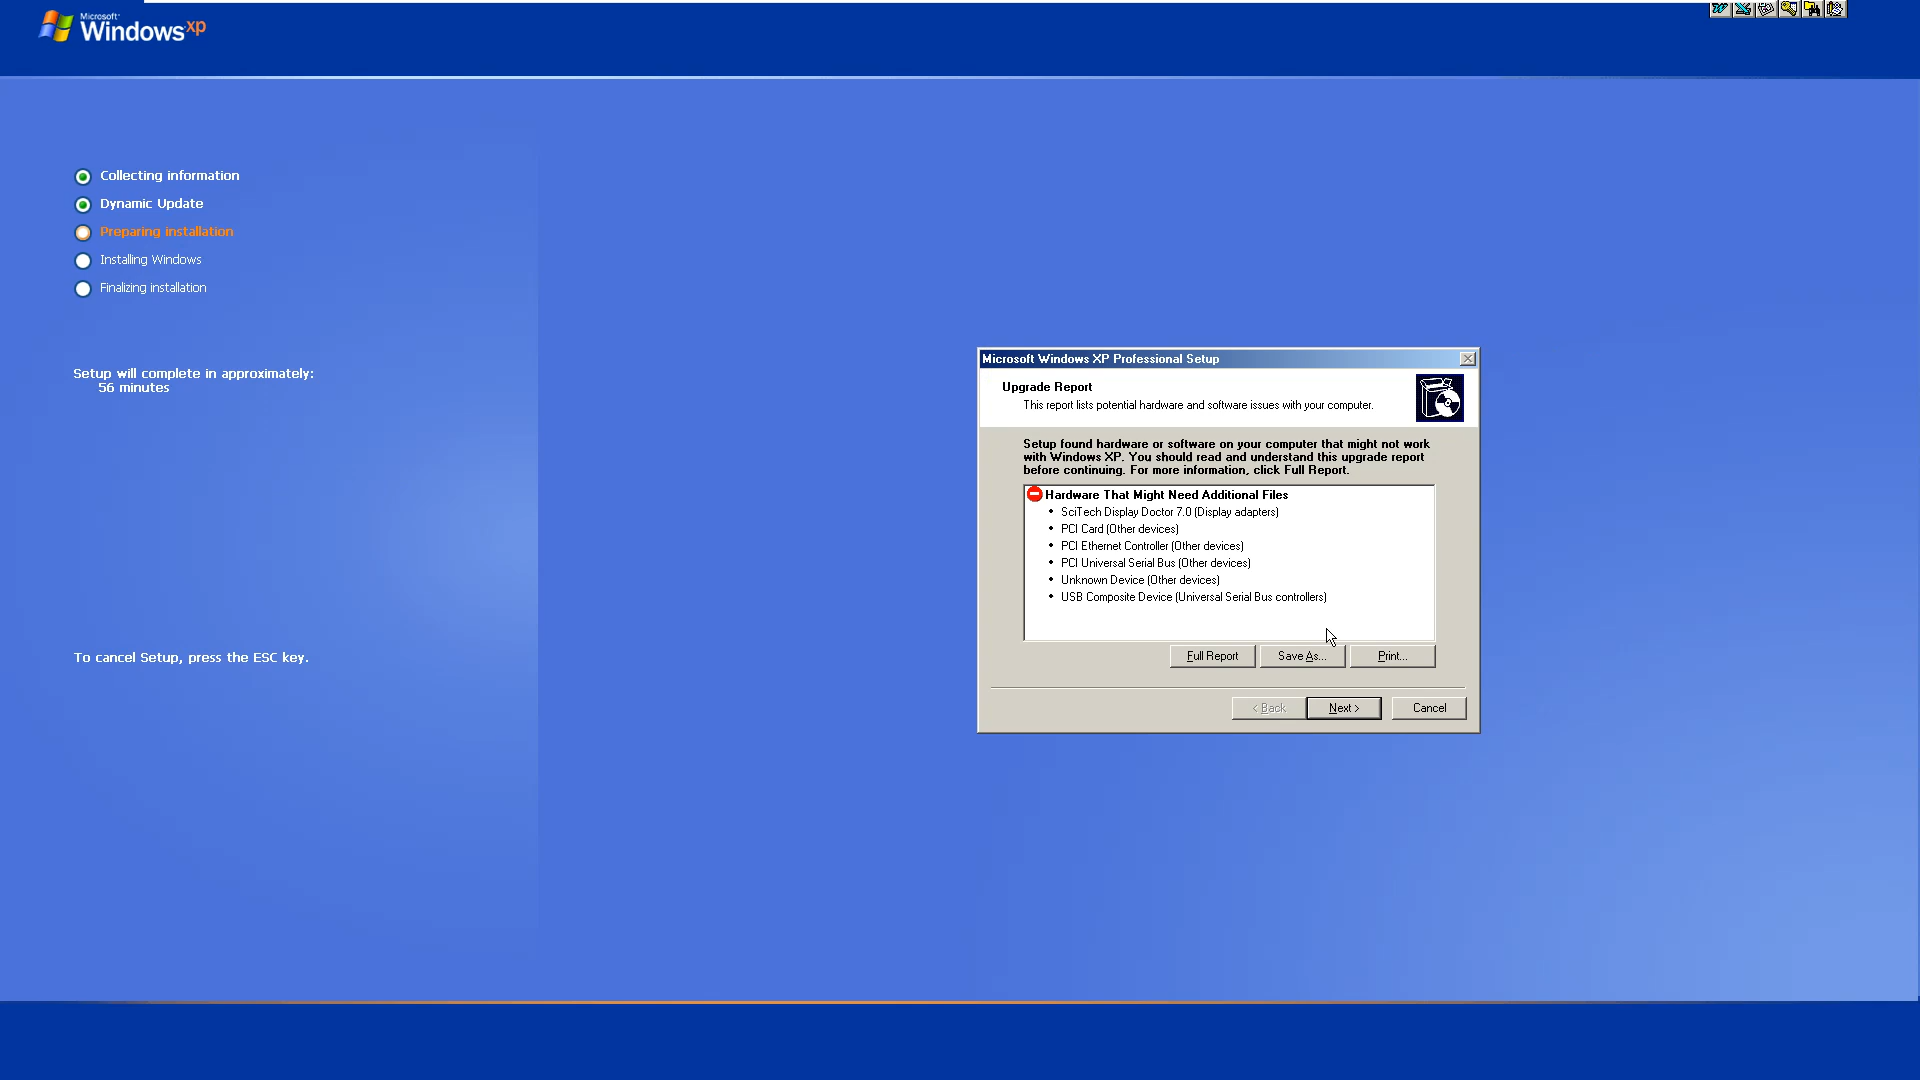 Microsoft
Windows xp
Collecting information
Dynamic Update
Preparing installation
Installing Windows
Finalizing installation
Setup will complete in approximately:
56 minutes
To cancel Setup, press the ESC key.
Microsoft Windows XP Professional Setup
Upgrade Report
This report lists potential hardware and software issues with your computer.
Setup found hardware or software on your computer that might not work
with Windows XP. You should read and understand this upgrade report
before continuing. For more information, click Full Report.
Hardware That Might Need Additional Files
• SciTech Display Doctor 7.0 (Display adapters)
• PCI Card (Other devices)
• PCI Ethernet Controller (Other devices)
• PCI Universal Serial Bus (Other devices)
• Unknown Device (Other devices)
• USB Composite Device (Universal Serial Bus controllers)
Full Report Save As... Print...
< Back Next > Cancel